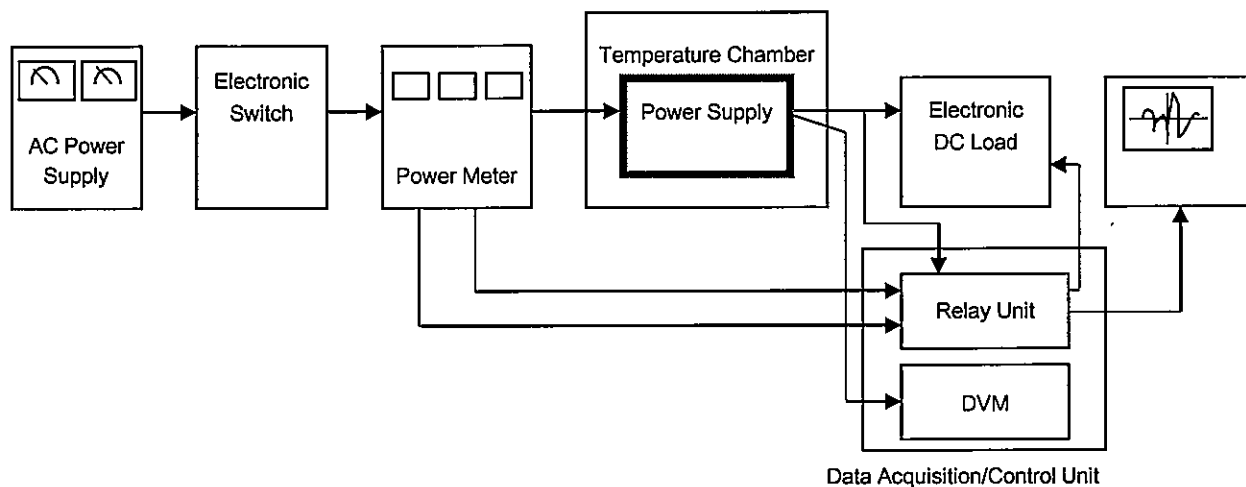 Temperature Chamber
Electronic
Switch
Power Supply
Electronic
DC Load
AC Power
Supply
Power Meter
Relay Unit
DVM
Data Acquisition/Control Unit